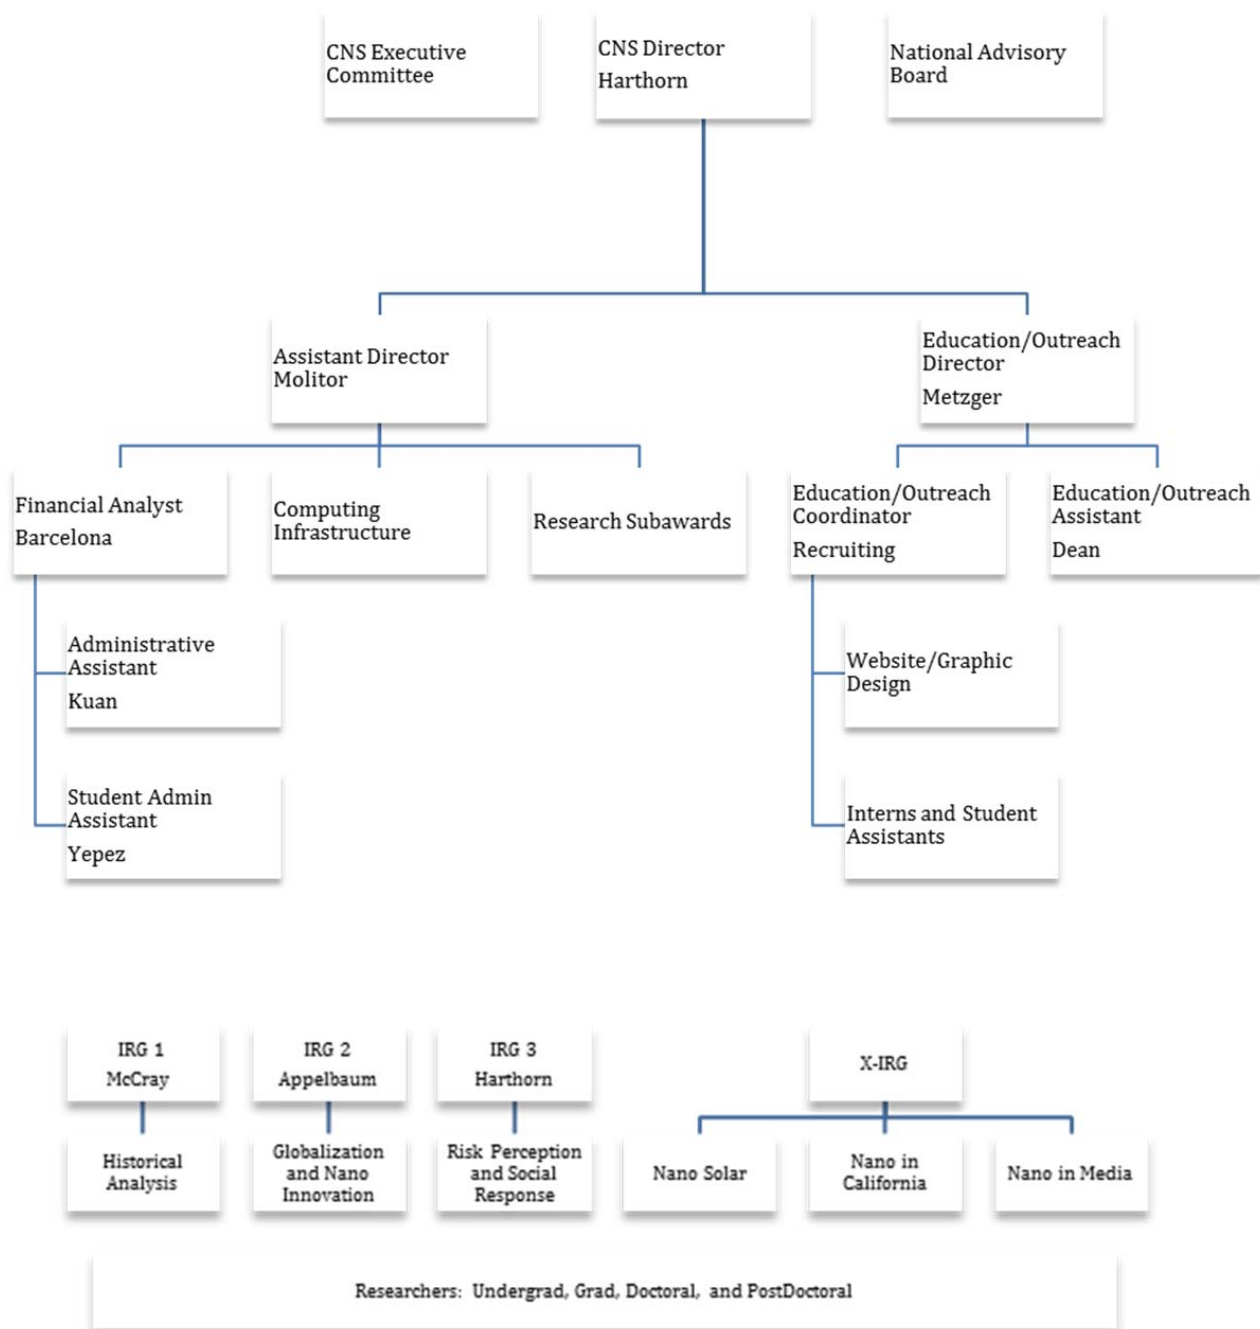 CNS Executive
Committee
CNS Director
Harthorn
National Advisory
Board
Assistant Director
Molitor
Education/Outreach
Director
Metzger
Financial Analyst
Barcelona
Computing
Infrastructure
Research Subawards
Education/Outreach
Coordinator
Recruiting
Education/Outreach
Assistant
Dean
Administrative
Assistant
Kuan
Website/Graphic
Design
Student Admin
Assistant
Yepez
Interns and Student
Assistants
IRG 1
McCray
IRG 2
Appelbaum
IRG 3
Harthorn
X-IRG
Historical
Analysis
Globalization
and Nano
Innovation
Risk Perception
and Social
Response
Nano Solar
Nano in
California
Nano in Media
Researchers: Undergrad, Grad, Doctoral, and PostDoctoral